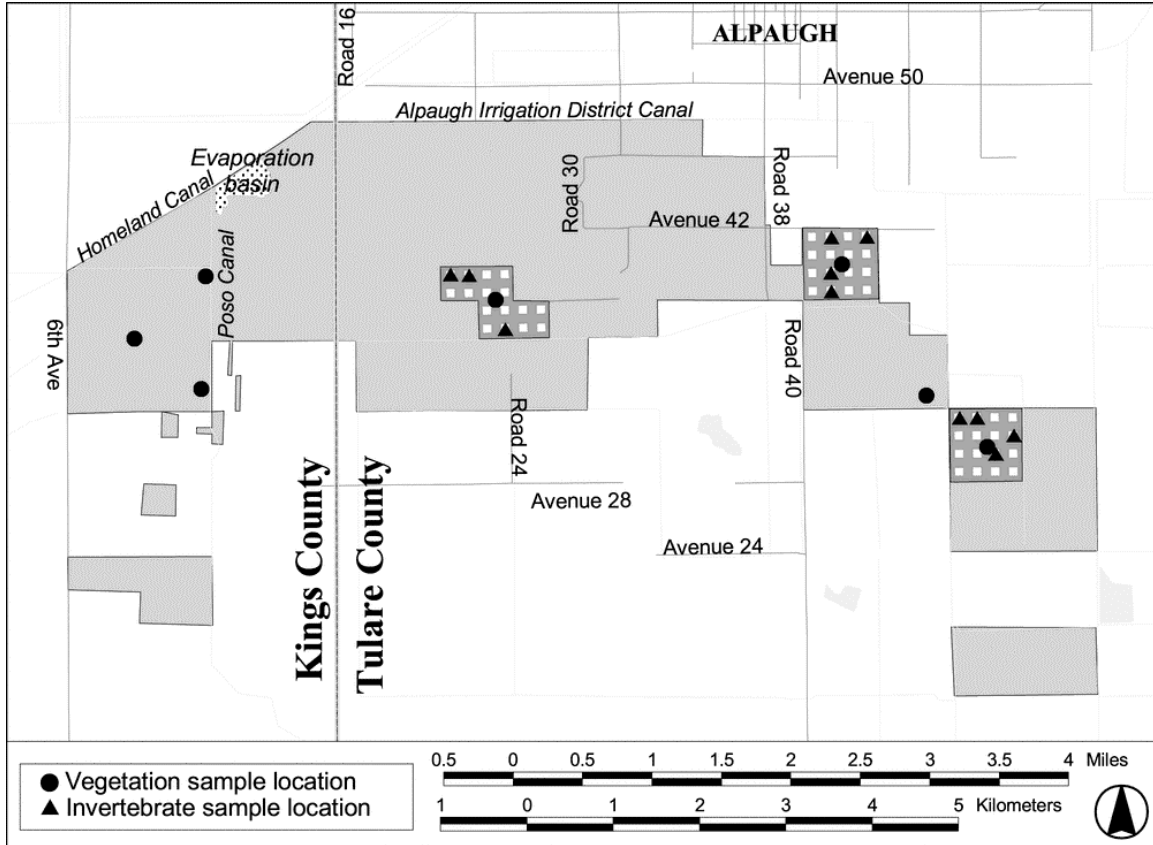 ALPAUGH
Road 16
Avenue 50
Alpaugh Irrigation District Canal
Evaporation
basin
Homeland Canal
Road 30
Road 38
Avenue 42
Poso Canal
6th Ave
Road 40
Road 24
Avenue 28
Avenue 24
Kings County
Tulare County
Vegetation sample location
Invertebrate sample location
0.5 0 0.5 1 1.5 2 2.5 3 3.5 4 Miles
1 0 1 2 3 4 5 Kilometers